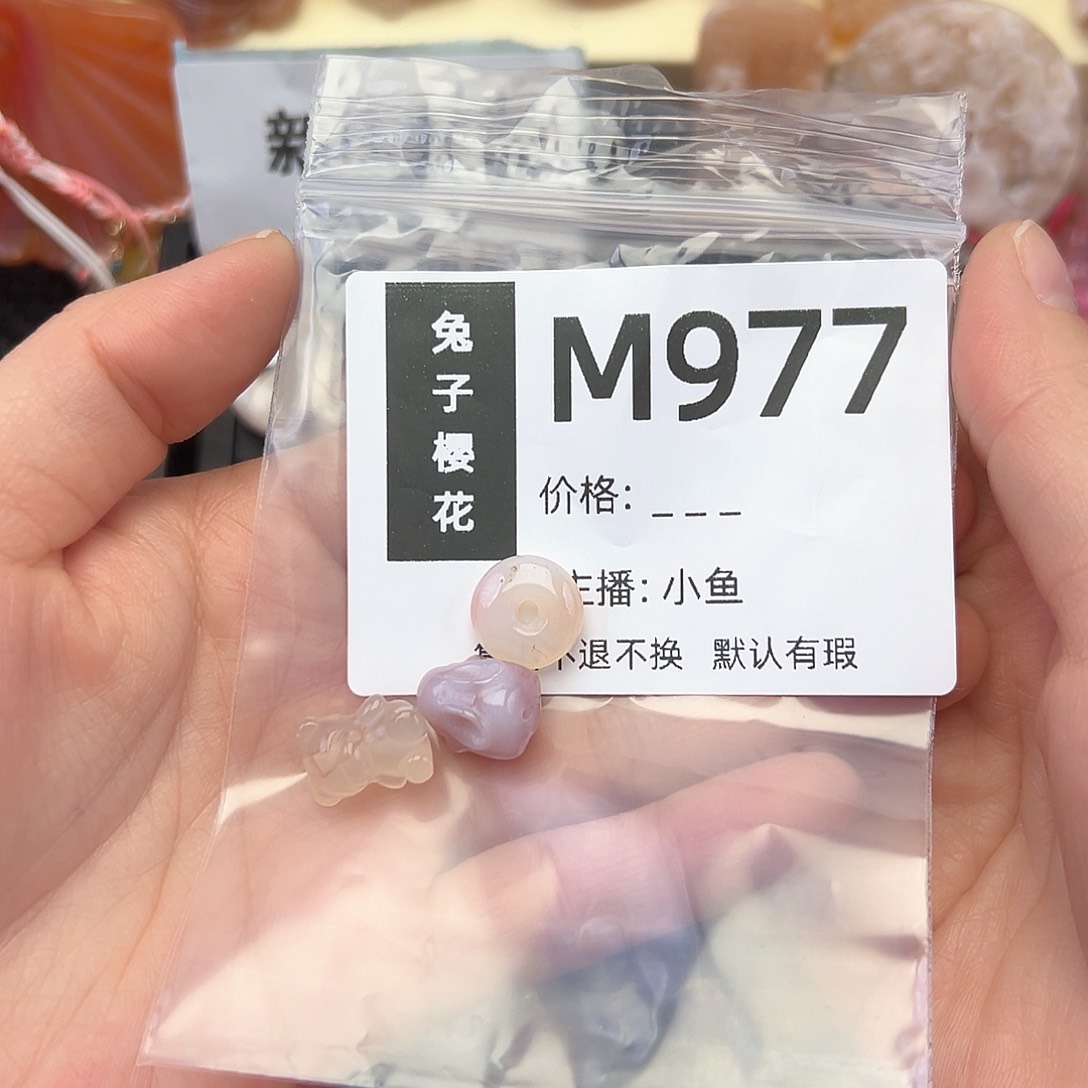 新
兔子樱花
M977
价格: _ _ _
主播: 小鱼
不退不换 默认有瑕